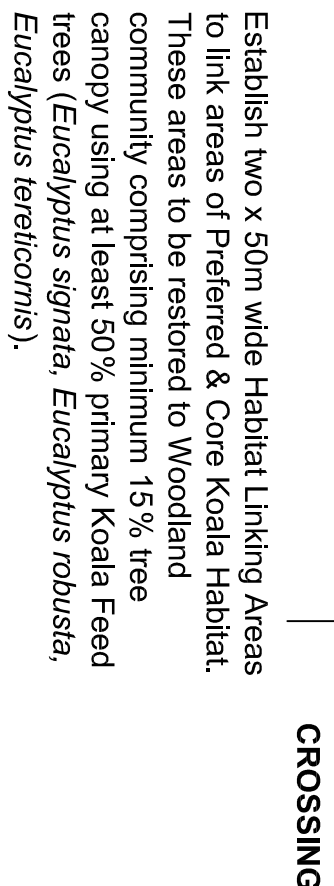 CROSSING
Establish two x 50m wide Habitat Linking Areas
to link areas of Preferred & Core Koala Habitat.
These areas to be restored to Woodland
community comprising minimum 15% tree
canopy using at least 50% primary Koala Feed
trees (Eucalyptus signata, Eucalyptus robusta,
Eucalyptus tereticornis).